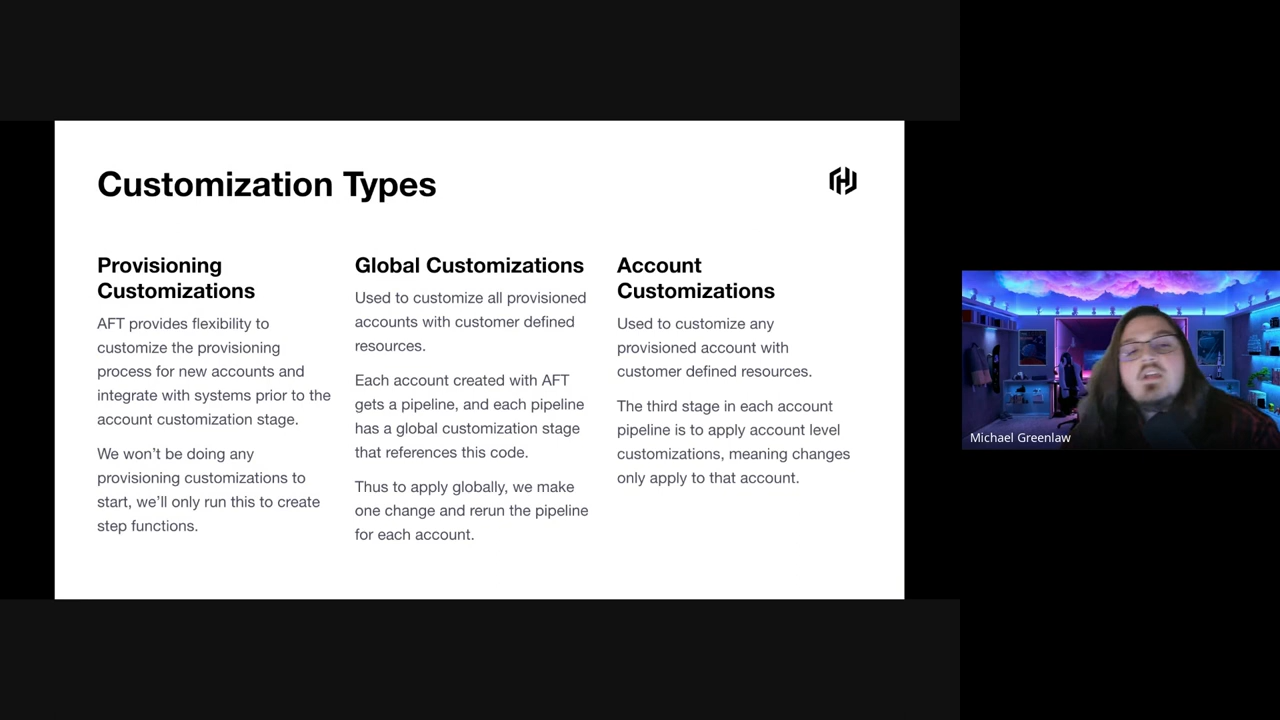 Customization Types
Provisioning
Customizations
AFT provides flexibility to
customize the provisioning
process for new accounts and
integrate with systems prior to the
account customization stage.
We won’t be doing any
provisioning customizations to
start, we’ll only run this to create
step functions.
Global Customizations
Used to customize all provisioned
accounts with customer defined
resources.
Each account created with AFT
gets a pipeline, and each pipeline
has a global customization stage
that references this code.
Thus to apply globally, we make
one change and rerun the pipeline
for each account.
Account
Customizations
Used to customize any
provisioned account with
customer defined resources.
The third stage in each account
pipeline is to apply account level
customizations, meaning changes
only apply to that account.
Michael Greenlaw